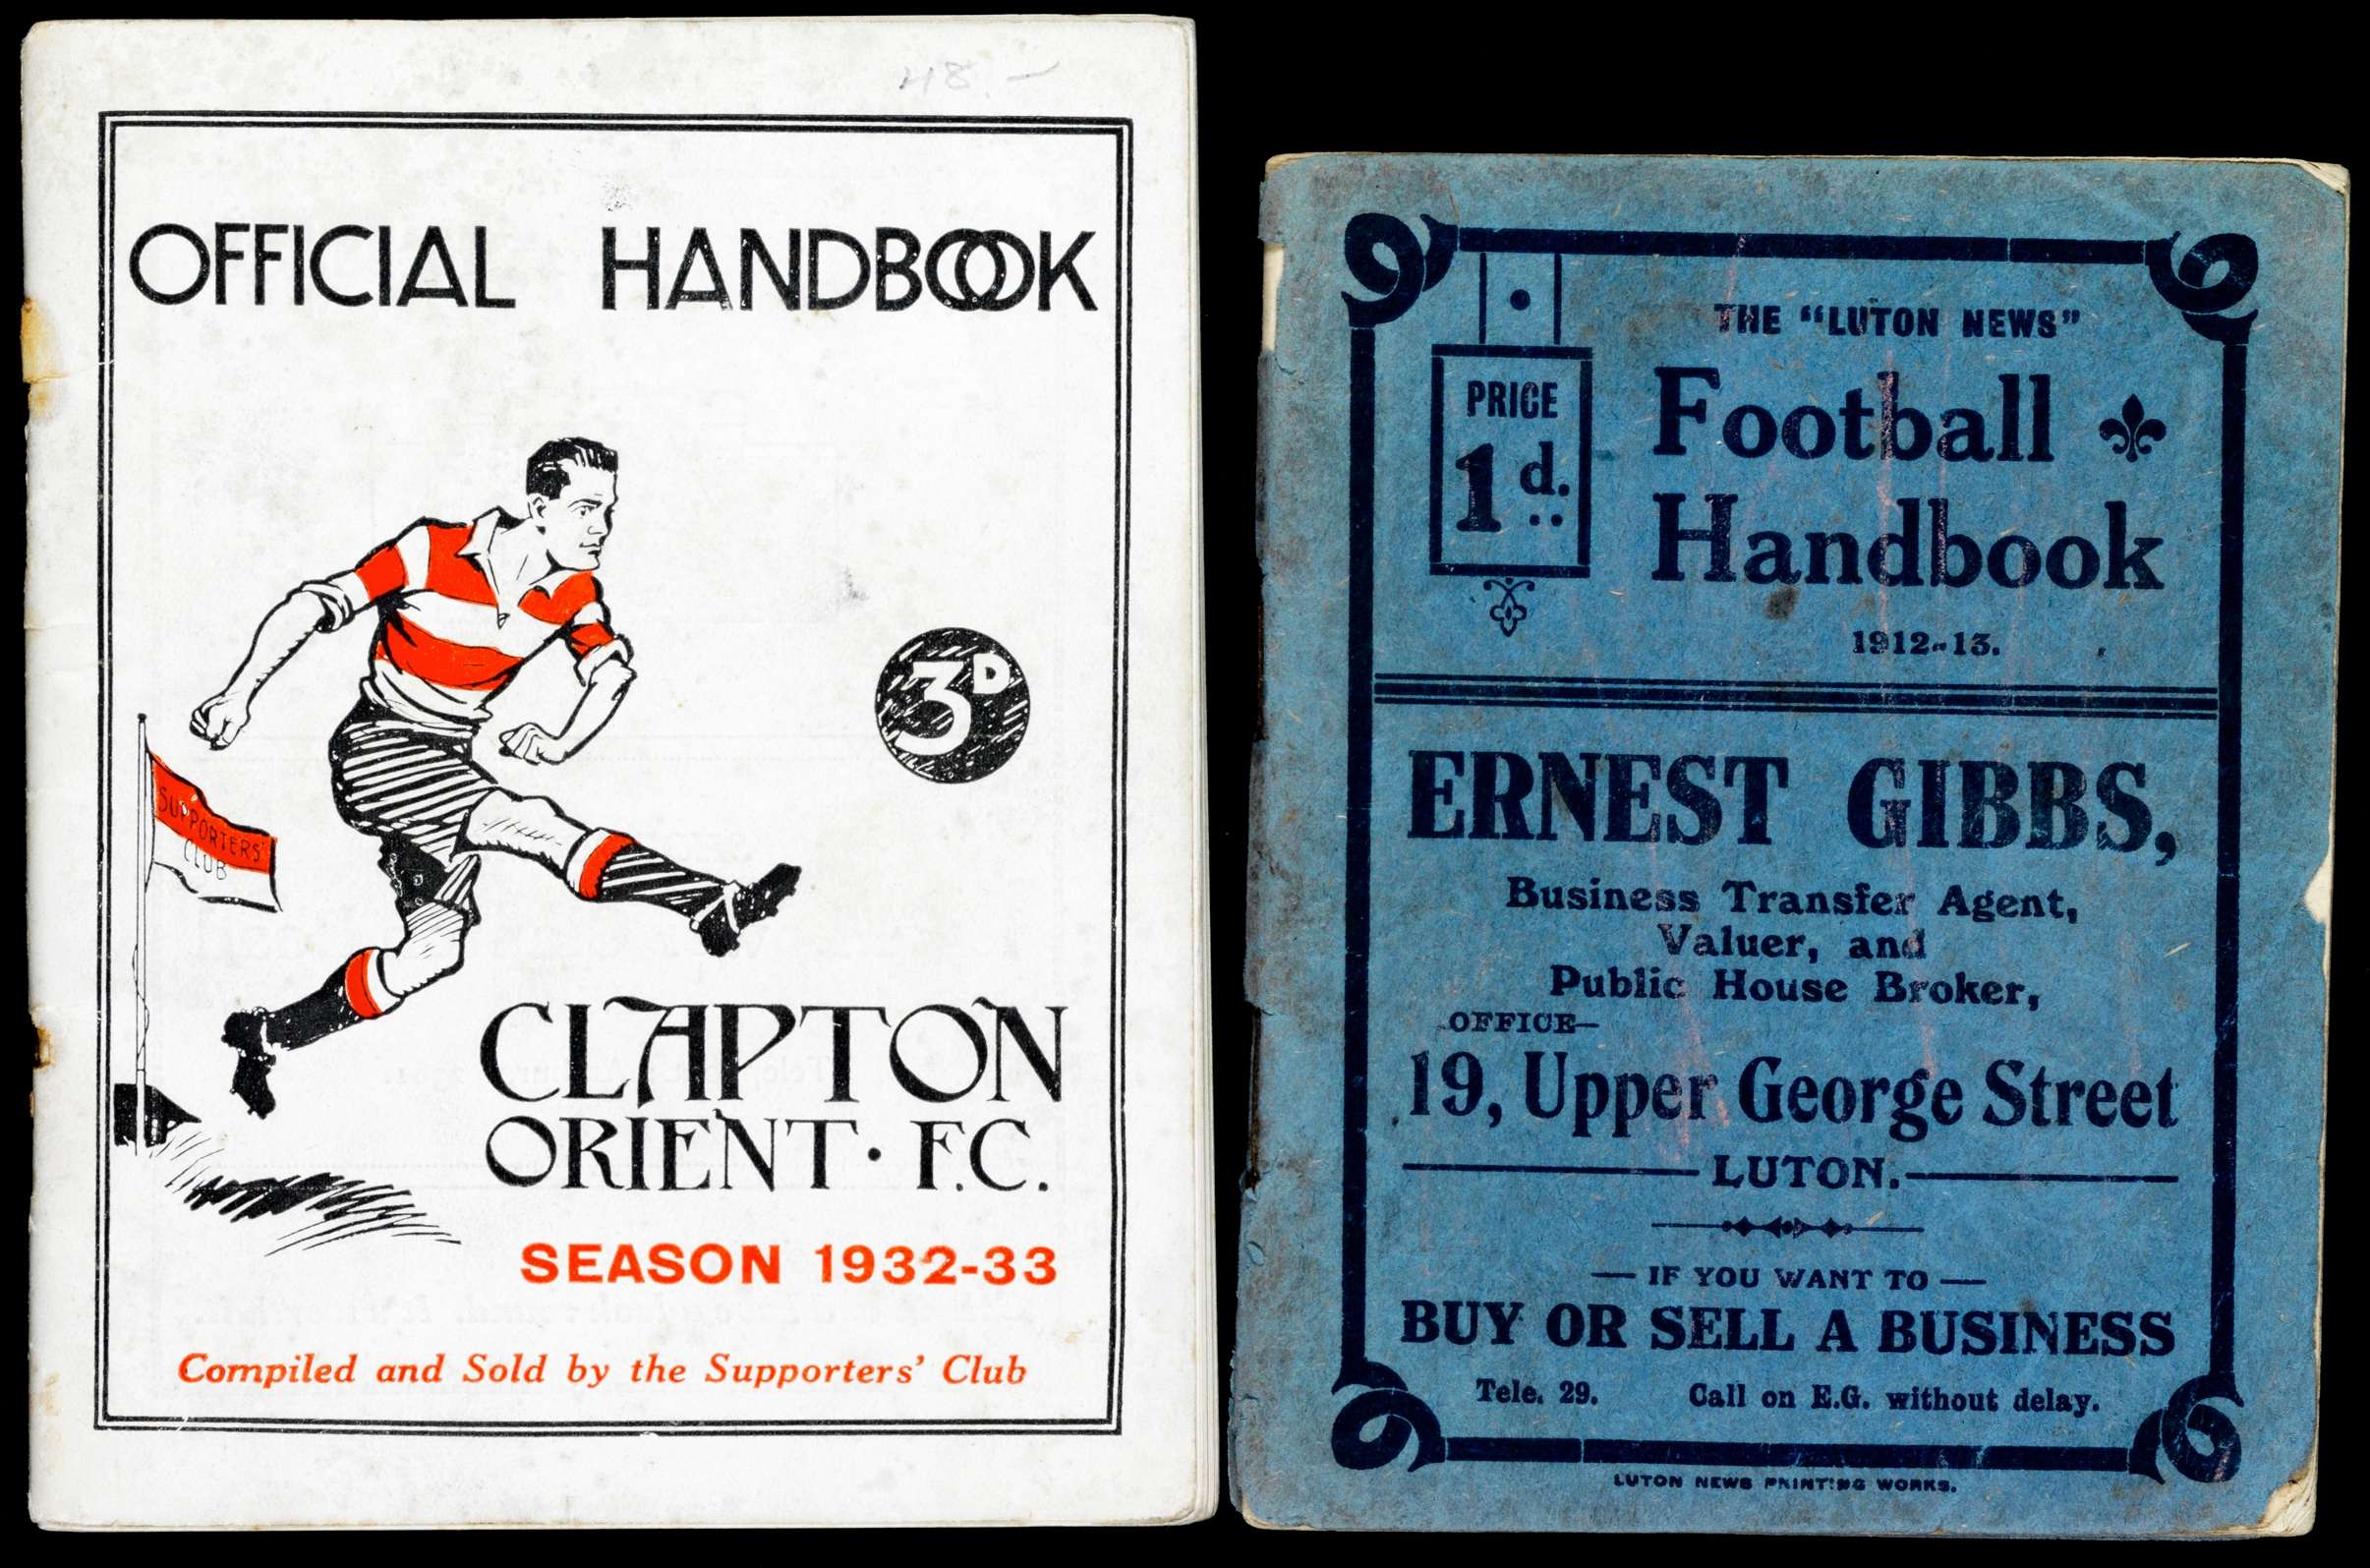 48. -
OFFICIAL HANDBOOK
3D
SUPPORTERS'
CLUB
CLAPTON
ORIENT · F.C.
SEASON 1932-33
Compiled and Sold by the Supporters' Club
THE "LUTON NEWS"
PRICE
1d.
Football
Handbook
1912-13.
ERNEST GIBBS,
Business Transfer Agent,
Valuer, and
Public House Broker,
OFFICE—
19, Upper George Street
LUTON.
— IF YOU WANT TO —
BUY OR SELL A BUSINESS
Tele. 29. Call on E.G. without delay.
LUTON NEWS PRINTING WORKS.